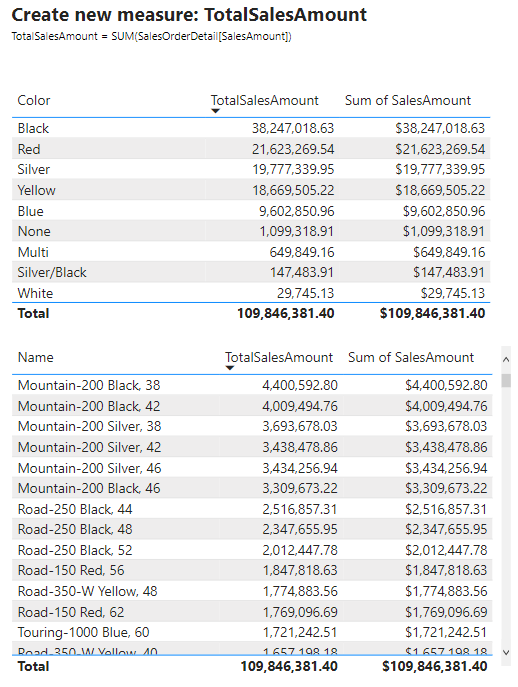 Create new measure: TotalSalesAmount
TotalSalesAmount = SUM(SalesOrderDetail[SalesAmount])
Color TotalSalesAmount Sum of SalesAmount
Black 38,247,018.63 $38,247,018.63
Red 21,623,269.54 $21,623,269.54
Silver 19,777,339.95 $19,777,339.95
Yellow 18,669,505.22 $18,669,505.22
Blue 9,602,850.96 $9,602,850.96
None 1,099,318.91 $1,099,318.91
Multi 649,849.16 $649,849.16
Silver/Black 147,483.91 $147,483.91
White 29,745.13 $29,745.13
Total 109,846,381.40 $109,846,381.40
Name TotalSalesAmount Sum of SalesAmount
Mountain-200 Black, 38 4,400,592.80 $4,400,592.80
Mountain-200 Black, 42 4,009,494.76 $4,009,494.76
Mountain-200 Silver, 38 3,693,678.03 $3,693,678.03
Mountain-200 Silver, 42 3,438,478.86 $3,438,478.86
Mountain-200 Silver, 46 3,434,256.94 $3,434,256.94
Mountain-200 Black, 46 3,309,673.22 $3,309,673.22
Road-250 Black, 44 2,516,857.31 $2,516,857.31
Road-250 Black, 48 2,347,655.95 $2,347,655.95
Road-250 Black, 52 2,012,447.78 $2,012,447.78
Road-150 Red, 56 1,847,818.63 $1,847,818.63
Road-350-W Yellow, 48 1,774,883.56 $1,774,883.56
Road-150 Red, 62 1,769,096.69 $1,769,096.69
Touring-1000 Blue, 60 1,721,242.51 $1,721,242.51
Road-350-W Yellow, 40 1,657,198.18 $1,657,198.18
Total 109,846,381.40 $109,846,381.40